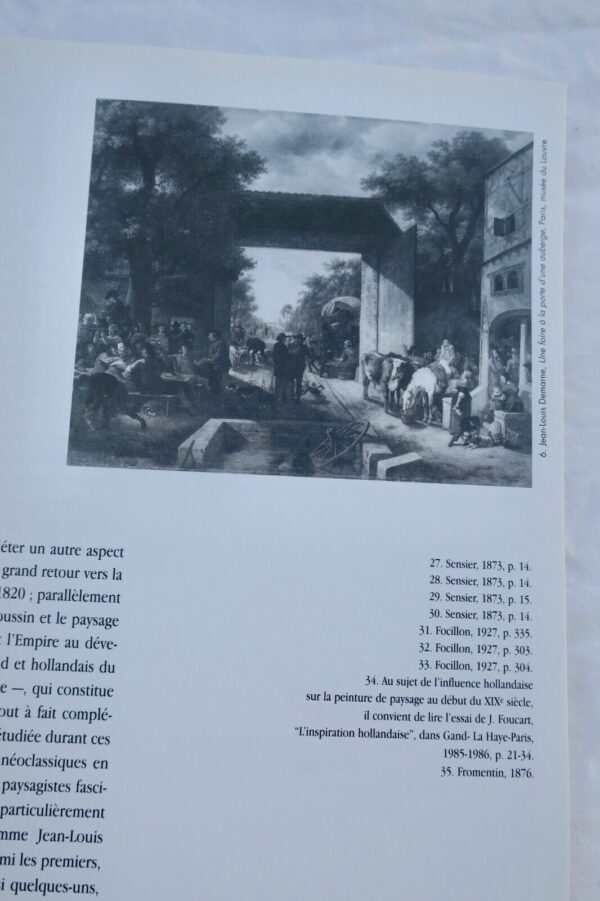 6. Jean-Louis Demarne, Une foire à la porte d'une auberge. Paris, musée du Louvre
éter un autre aspect
grand retour vers la
1820 ; parallèlement
oussin et le paysage
t l'Empire au déve-
d et hollandais du
e —, qui constitue
out à fait complé-
étudiée durant ces
néoclassiques en
paysagistes fasci-
particulièrement
mme Jean-Louis
mi les premiers,
si quelques-uns,
27. Sensier, 1873, p. 14.
28. Sensier, 1873, p. 14.
29. Sensier, 1873, p. 15.
30. Sensier, 1873, p. 14.
31. Focillon, 1927, p. 335.
32. Focillon, 1927, p. 303.
33. Focillon, 1927, p. 304.
34. Au sujet de l'influence hollandaise
sur la peinture de paysage au début du XIXe siècle,
il convient de lire l'essai de J. Foucart,
"L'inspiration hollandaise", dans Gand- La Haye-Paris,
1985-1986, p. 21-34.
35. Fromentin, 1876.